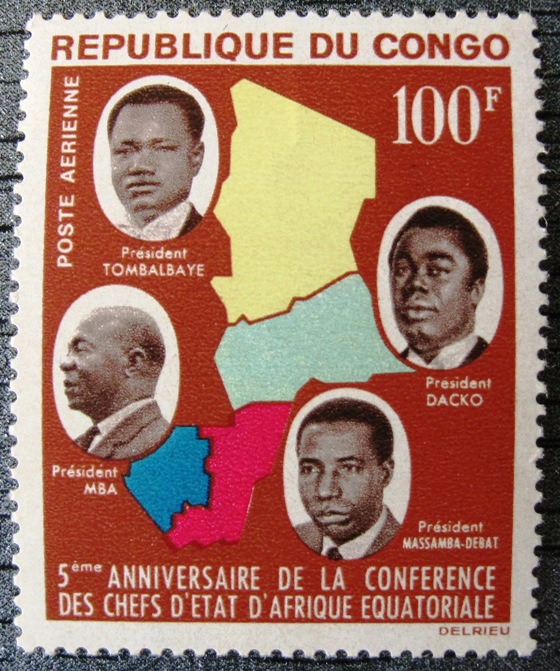 REPUBLIQUE DU CONGO
POSTE AERIENNE
100F
Président
TOMBALBAYE
Président
DACKO
Président
MBA
Président
MASSAMBA-DEBAT
5ème ANNIVERSAIRE DE LA CONFERENCE
DES CHEFS D'ETAT D'AFRIQUE EQUATORIALE
DELRIEU